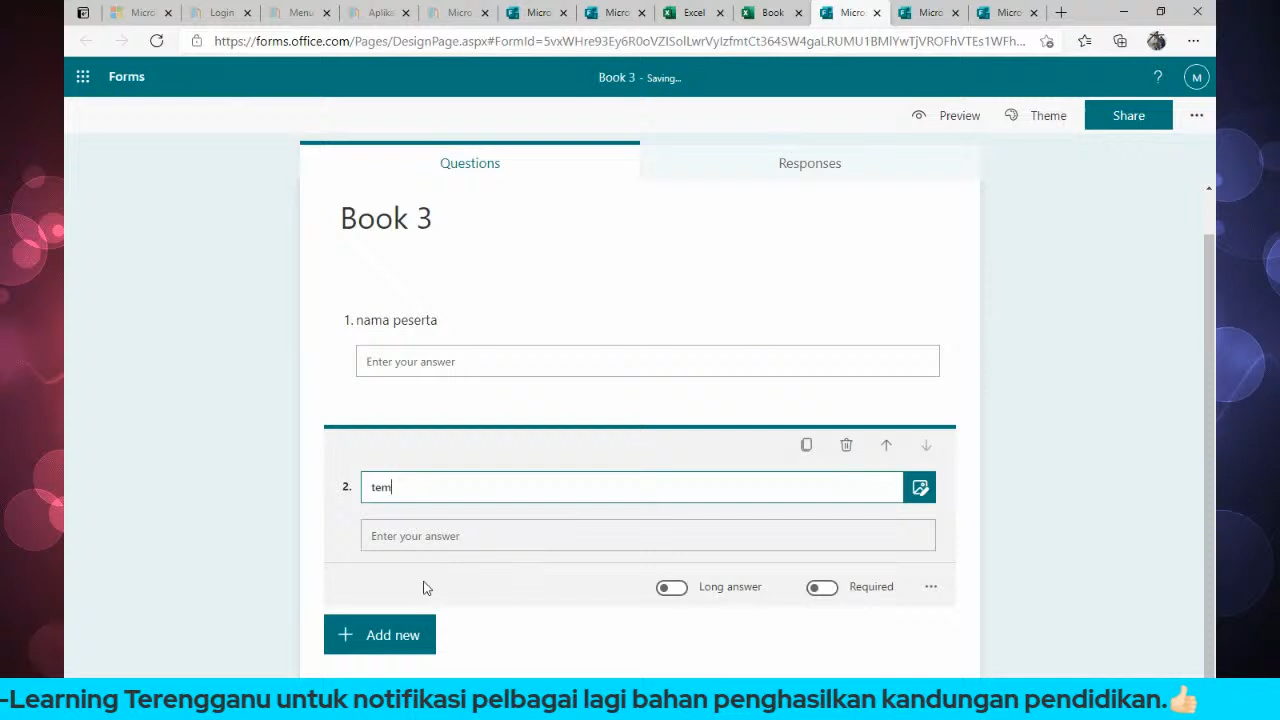 Micro
Login
Menu
Aplika
Micro
Micro
Micro
Excel
Book
Micro
Micro
Micro
https://forms.office.com/Pages/DesignPage.aspx#FormId=5vxWHre93Ey6R0oVZISolLwrVyIzfmtCt364SW4gaLRUMU1BMlYwTjVROFhVTEs1WFh...
Forms
Book 3 - Saving...
?
M
Preview
Theme
Share
Questions
Responses
Book 3
1. nama peserta
Enter your answer
2.
tem
Enter your answer
Long answer
Required
Add new
-Learning Terengganu untuk notifikasi pelbagai lagi bahan penghasilkan kandungan pendidikan.👍🏻